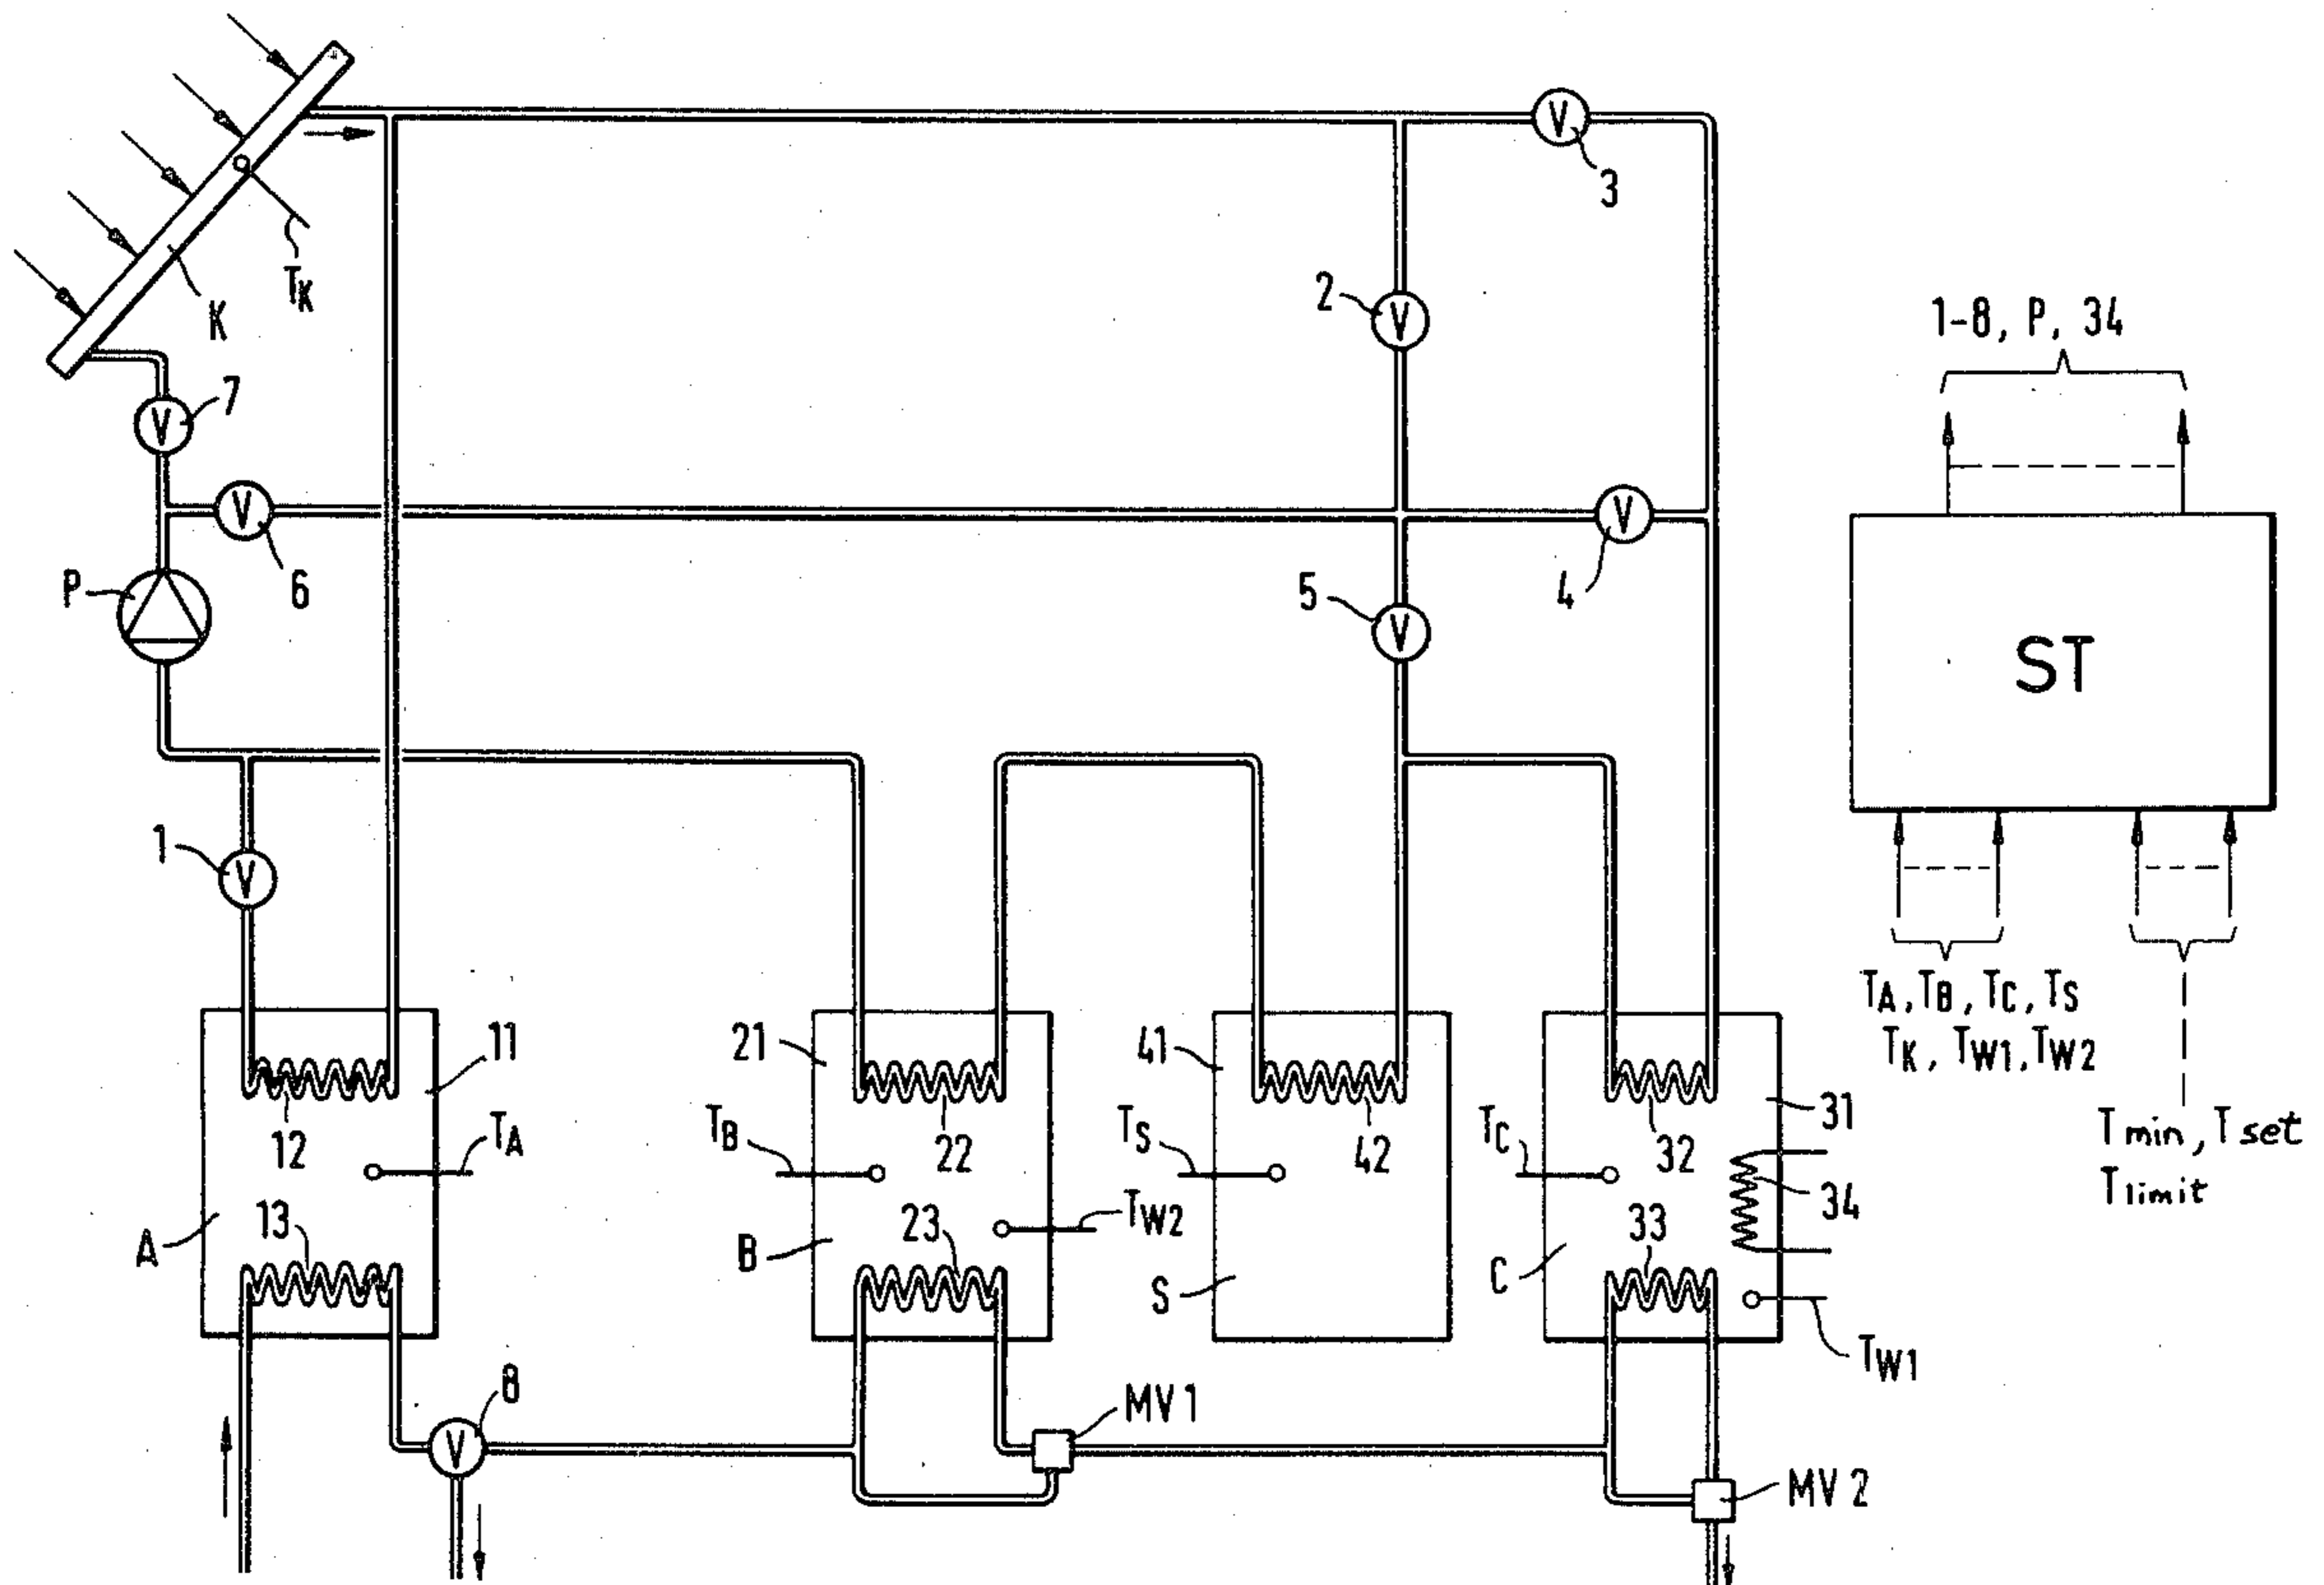 V
3
2
V
TK
K
7
V
1-8, P, 34
V
6
V
4
P
5
V
ST
1
V
TA, TB, TC, TS
TK, TW1, TW2
Tmin, Tset
Tlimit
11
12
TA
13
A
21
22
TB
TW2
23
B
41
42
TS
S
31
32
TC
34
33
C
TW1
8
V
MV1
MV2